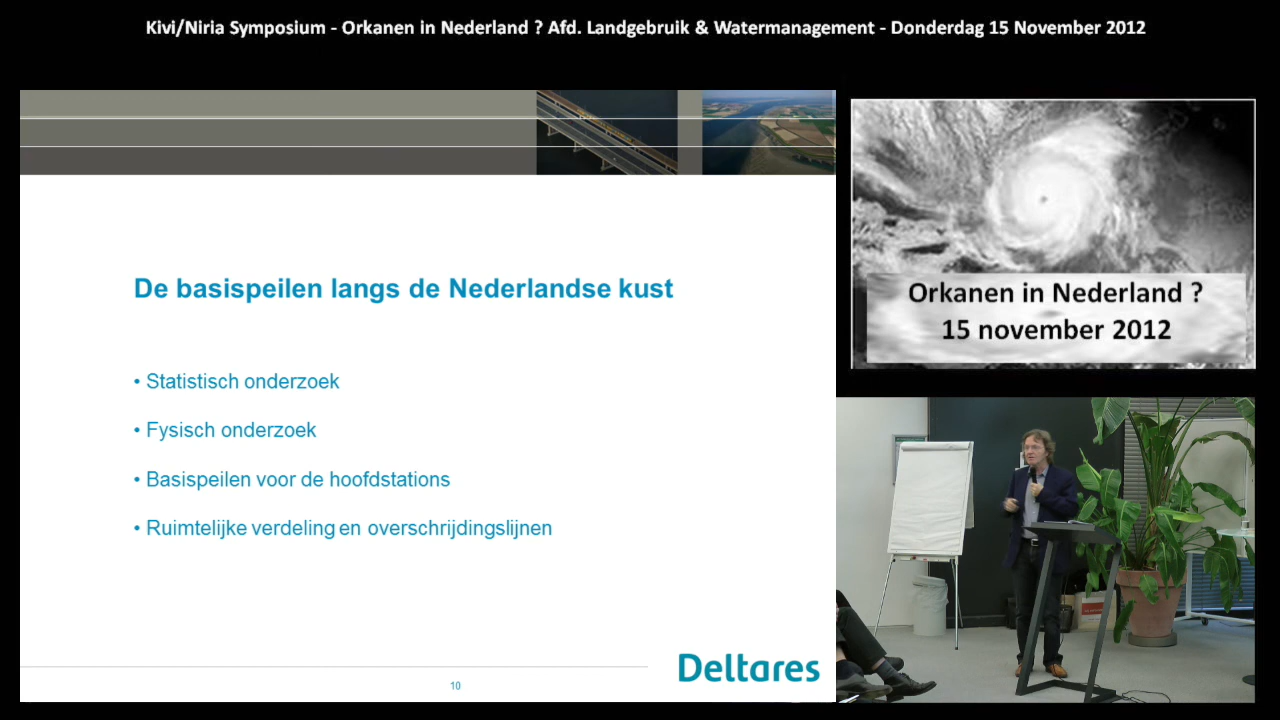 Kivi/Niria Symposium - Orkanen in Nederland ? Afd. Landgebruik & Watermanagement - Donderdag 15 November 2012
De basispeilen langs de Nederlandse kust
• Statistisch onderzoek
• Fysisch onderzoek
• Basispeilen voor de hoofdstations
• Ruimtelijke verdeling en overschrijdingslijnen
10
Deltares
Orkanen in Nederland ?
15 november 2012